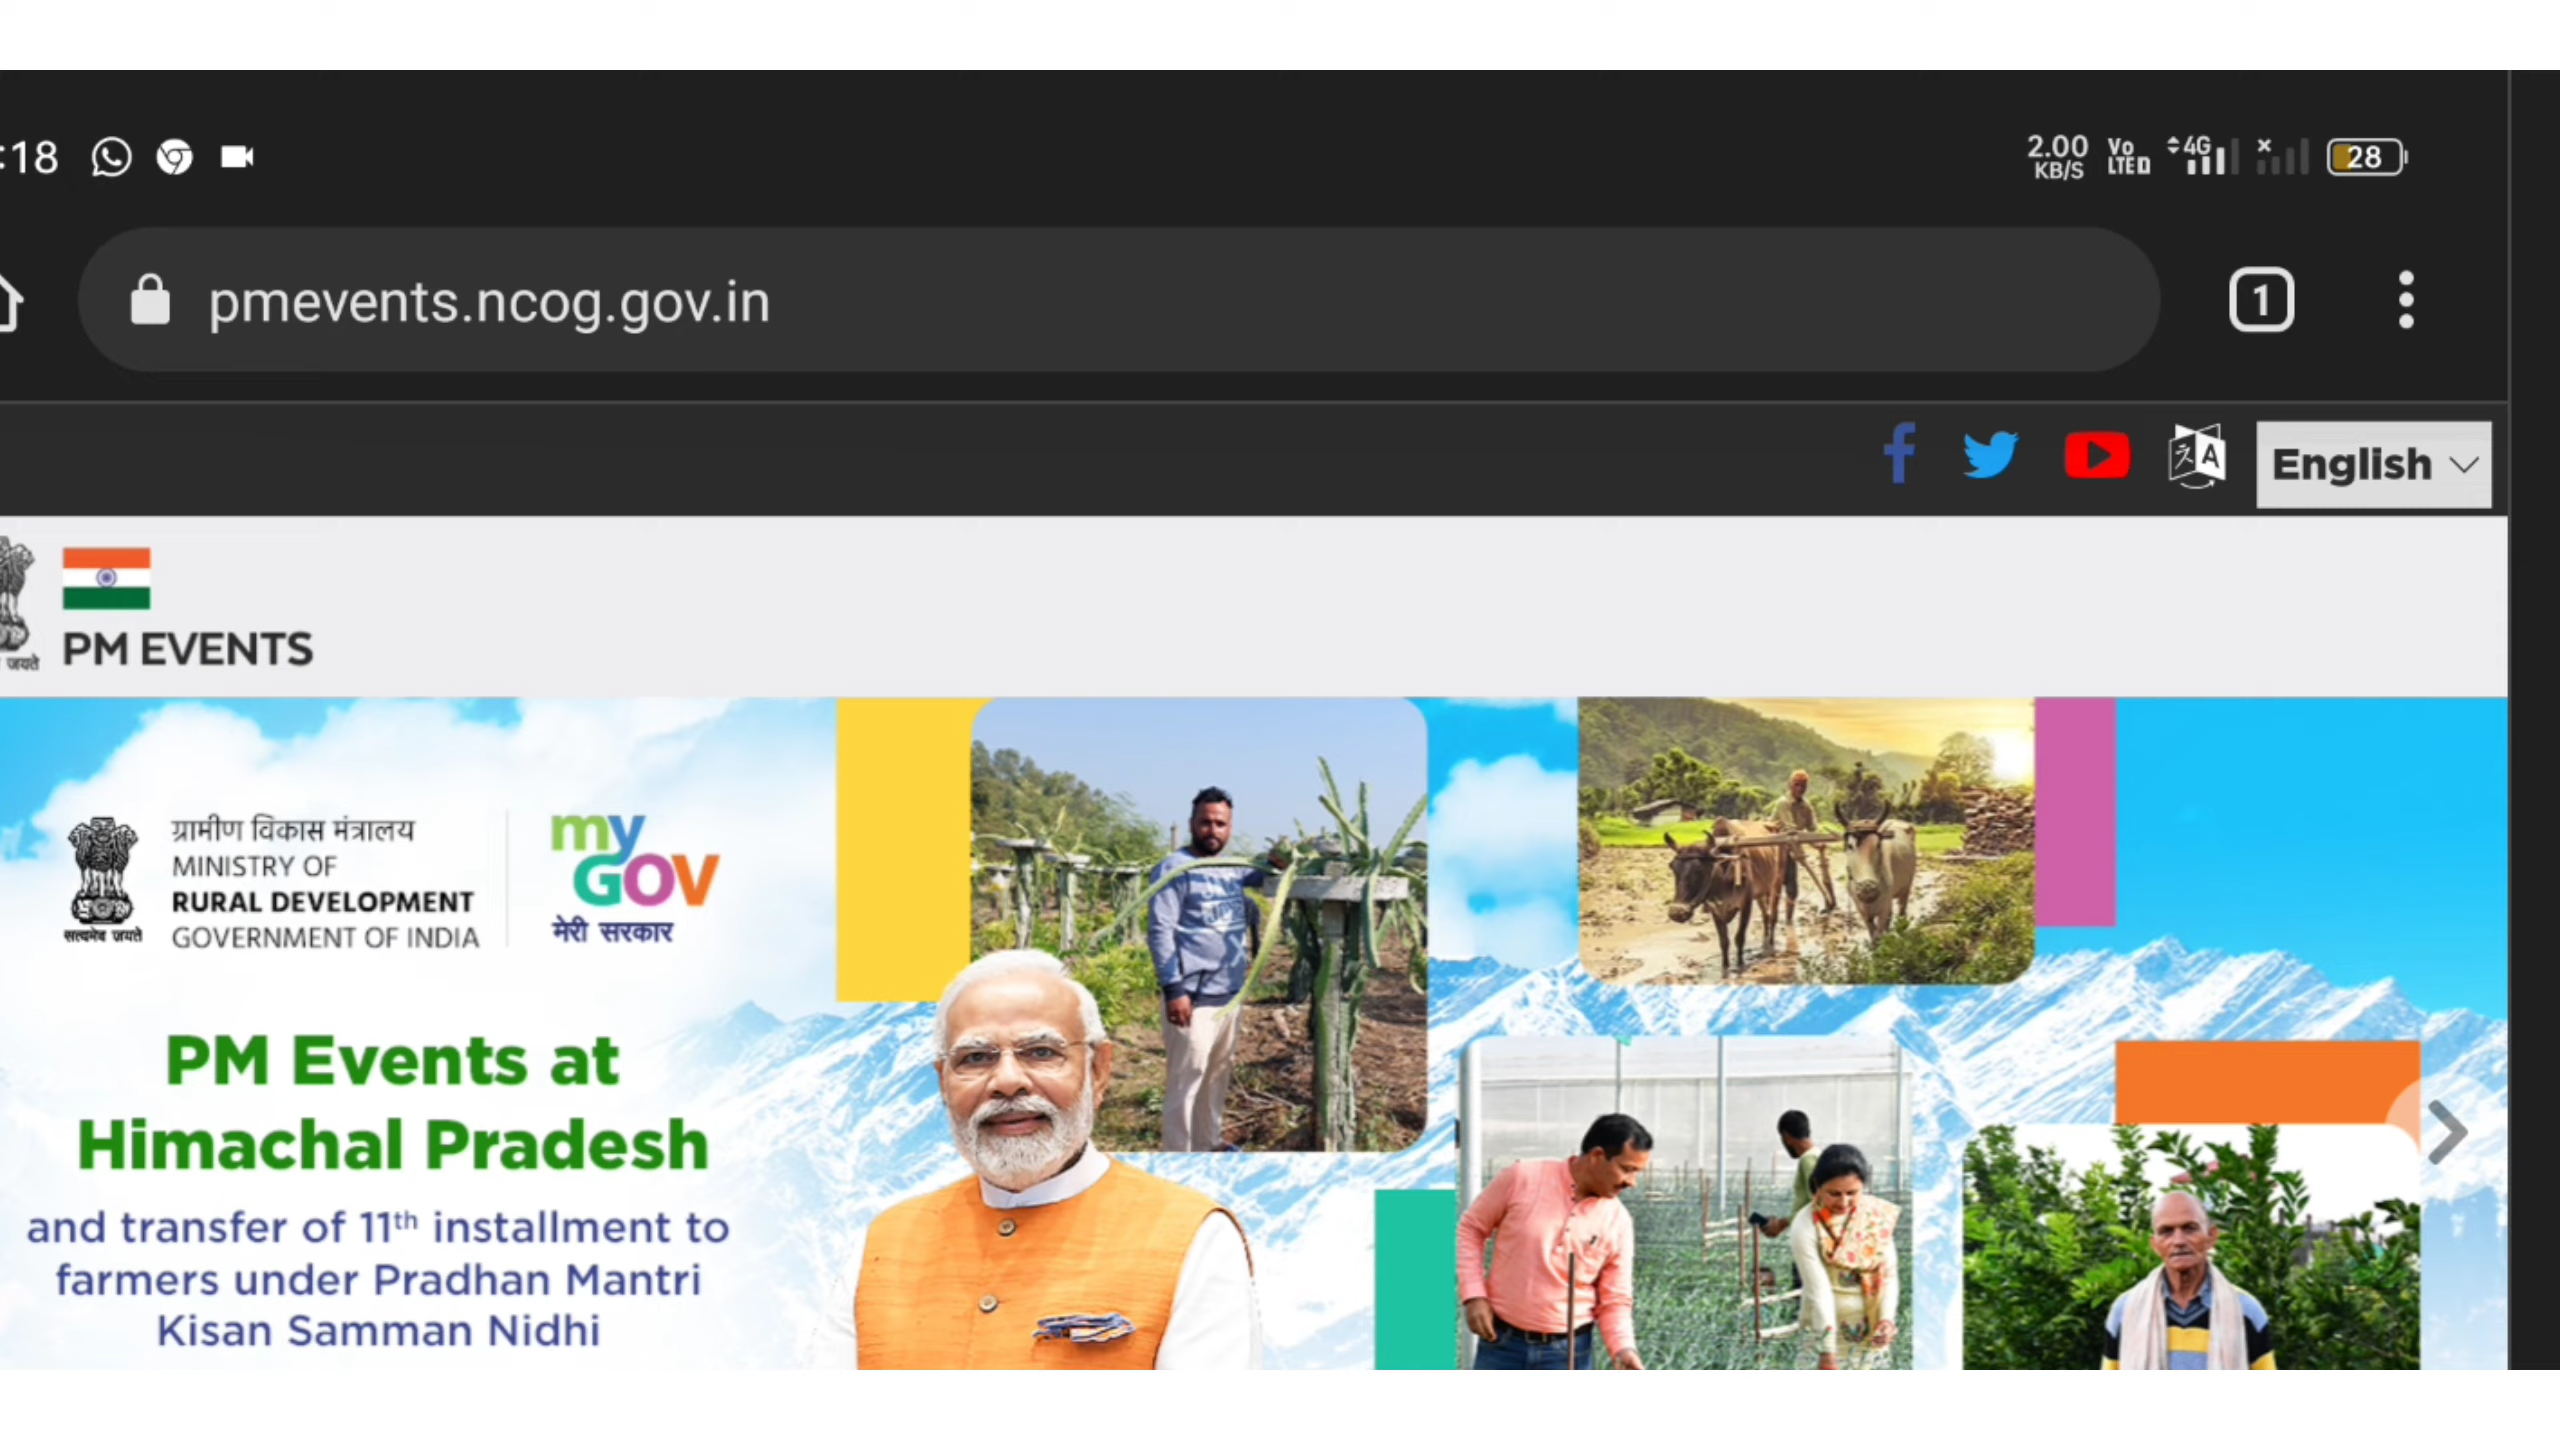 :18
2.00
KB/S
Vo
LTED
4G
28
pmevents.ncog.gov.in
1
English
जयते
PM EVENTS
ग्रामीण विकास मंत्रालय
MINISTRY OF
RURAL DEVELOPMENT
GOVERNMENT OF INDIA
सत्यमेव जयते
my
GOV
मेरी सरकार
PM Events at
Himachal Pradesh
and transfer of 11th installment to
farmers under Pradhan Mantri
Kisan Samman Nidhi